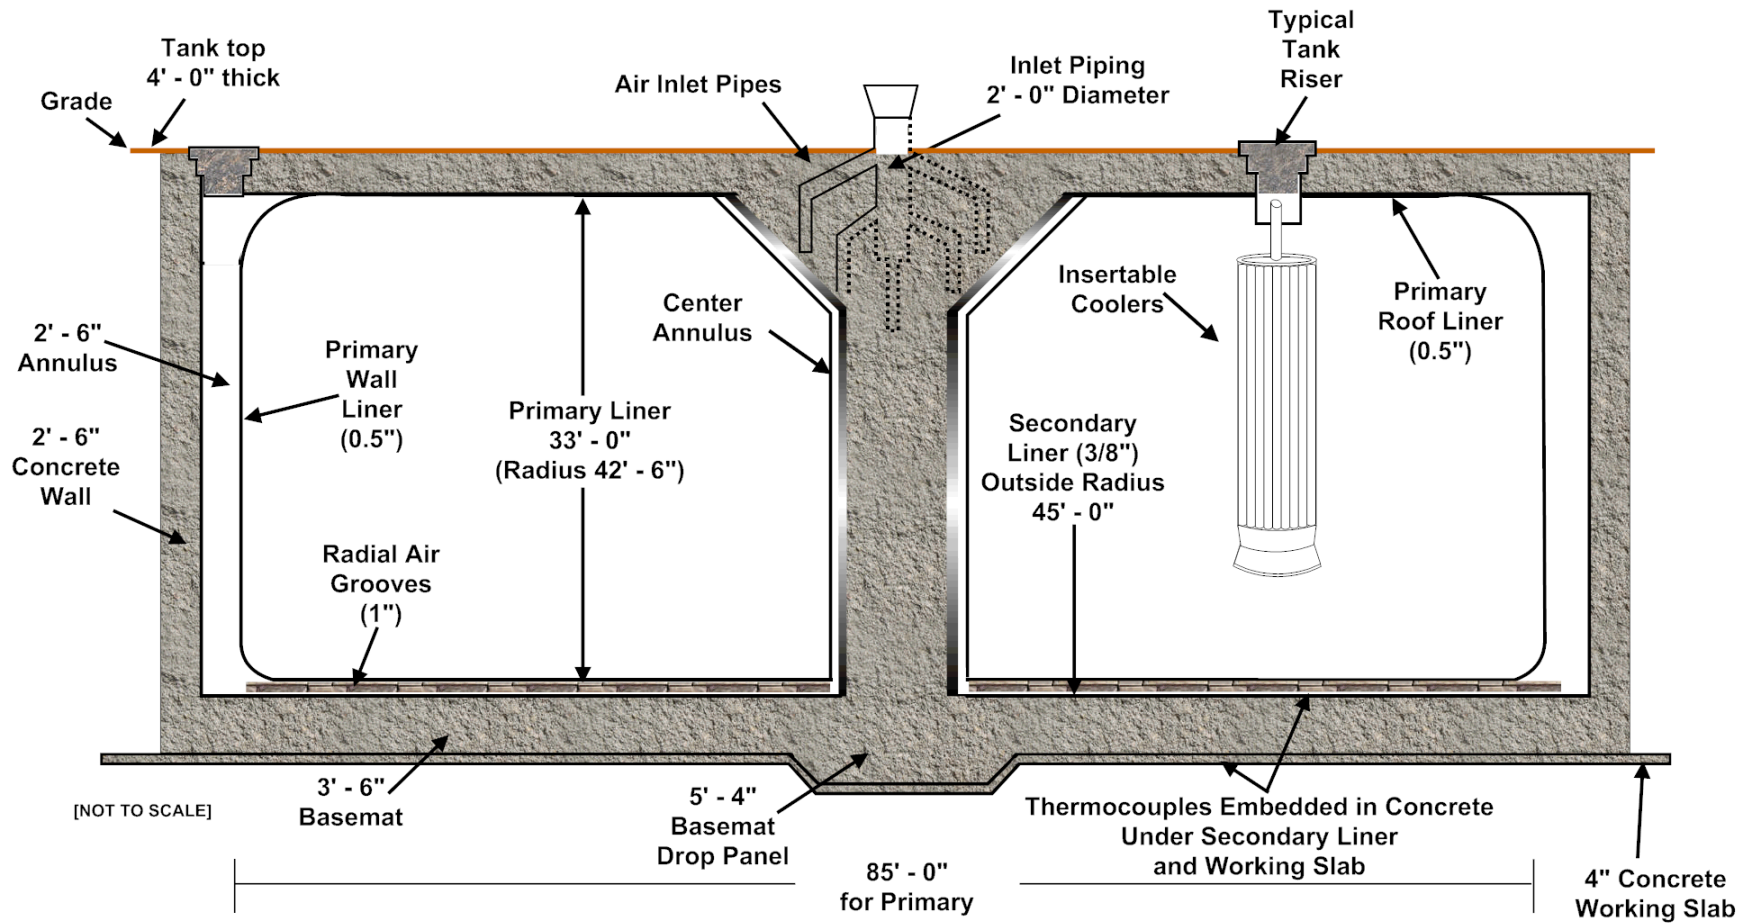 Tank top
4' - 0" thick
Grade
Air Inlet Pipes
Inlet Piping
2' - 0" Diameter
Typical
Tank
Riser
2' - 6"
Annulus
Primary
Wall
Liner
(0.5")
Center
Annulus
Insertable
Coolers
Primary
Roof Liner
(0.5")
2' - 6"
Concrete
Wall
Primary Liner
33' - 0"
(Radius 42' - 6")
Secondary
Liner (3/8")
Outside Radius
45' - 0"
Radial Air
Grooves
(1")
[NOT TO SCALE]
3' - 6"
Basemat
5' - 4"
Basemat
Drop Panel
Thermocouples Embedded in Concrete
Under Secondary Liner
and Working Slab
85' - 0"
for Primary
4" Concrete
Working Slab